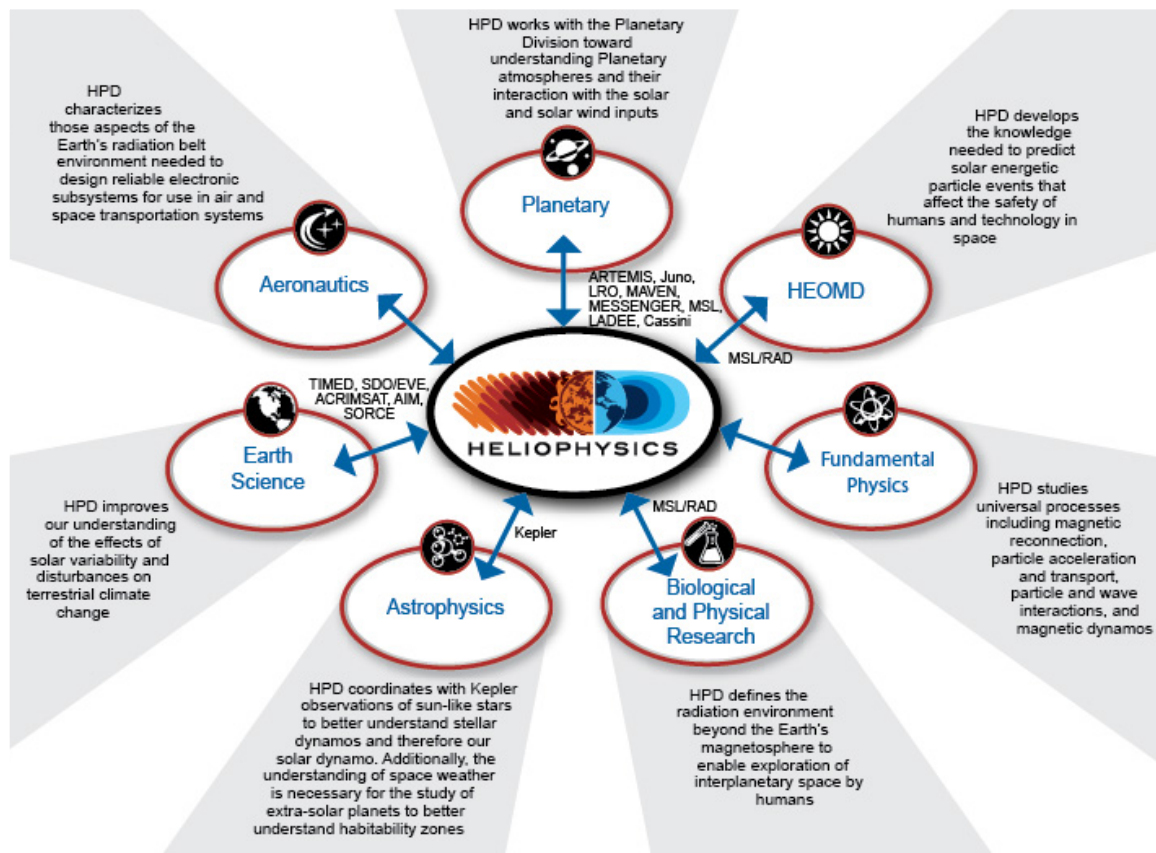 HPD works with the Planetary
Division toward
understanding Planetary
atmospheres and their
interaction with the solar
and solar wind inputs
Planetary
ARTEMIS, Juno,
LRO, MAVEN,
MESSENGER, MSL,
LADEE, Cassini
HPD develops
the knowledge
needed to predict
solar energetic
particle events that
affect the safety of
humans and technology in
space
HEOMD
MSL/RAD
HPD
characterizes
those aspects of the
Earth's radiation belt
environment needed to
design reliable electronic
subsystems for use in air and
space transportation systems
Aeronautics
HELIOPHYSICS
TIMED, SDO/EVE,
ACRIMSAT, AIM,
SORCE
Earth
Science
HPD improves
our understanding
of the effects of
solar variability and
disturbances on
terrestrial climate
change
Fundamental
Physics
HPD studies
universal processes
including magnetic
reconnection,
particle acceleration
and transport,
particle and wave
interactions, and
magnetic dynamos
Kepler
Astrophysics
HPD coordinates with Kepler
observations of sun-like stars
to better understand stellar
dynamos and therefore our
solar dynamo. Additionally, the
understanding of space weather
is necessary for the study of
extra-solar planets to better
understand habitability zones
MSL/RAD
Biological
and Physical
Research
HPD defines the
radiation environment
beyond the Earth's
magnetosphere to
enable exploration of
interplanetary space by
humans